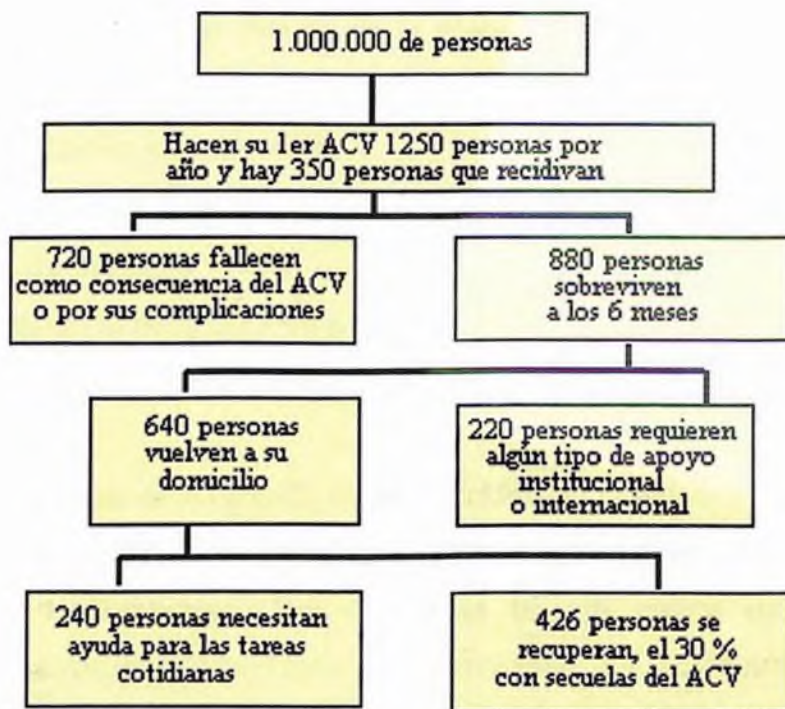 1.000.000 de personas
Hacen su 1er ACV 1250 personas por
año y hay 350 personas que recidivan
720 personas fallecen
como consecuencia del ACV
o por sus complicaciones
880 personas
sobreviven
a los 6 meses
640 personas
vuelven a su
domicilio
220 personas requieren
algún tipo de apoyo
institucional
o internacional
240 personas necesitan
ayuda para las tareas
cotidianas
426 personas se
recuperan, el 30 %
con secuelas del ACV